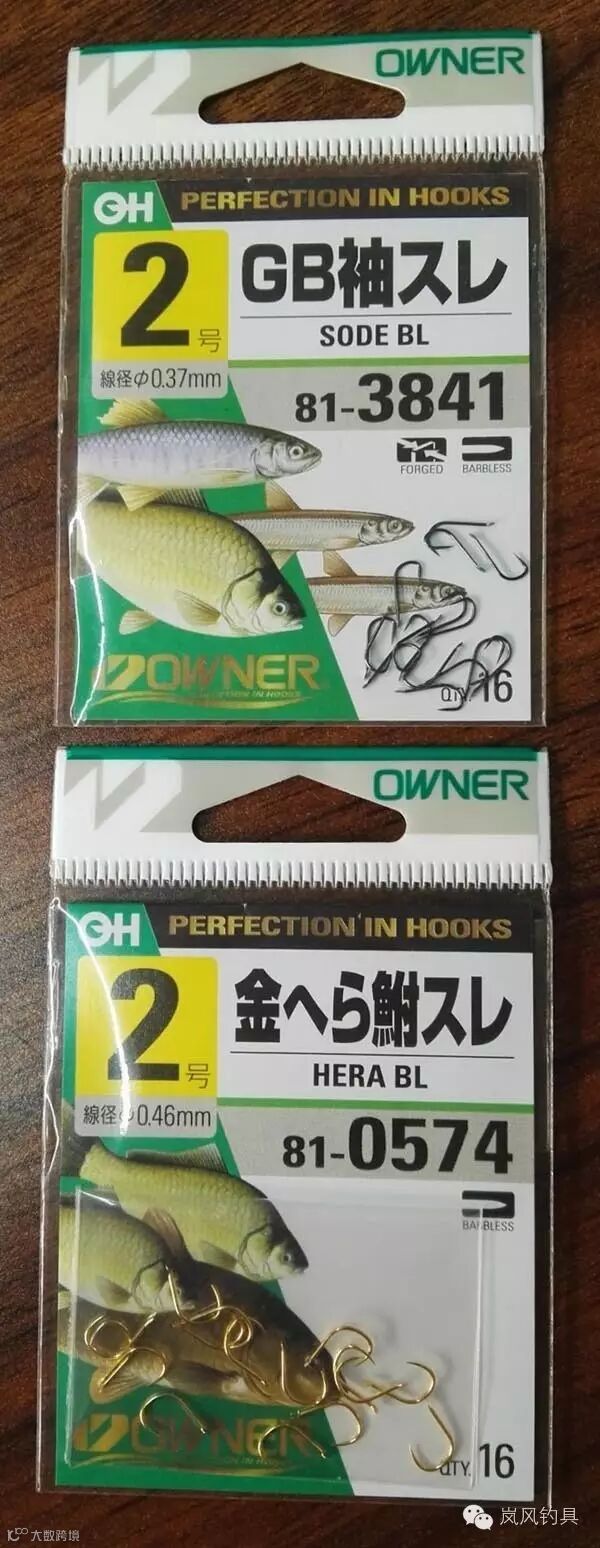 OWNER
OH PERFECTION IN HOOKS
2号
GB袖スレ
SODE BL
線径φ0.37mm
81-3841
FORGED
BARBLESS
OWNER
QTY. 16
OWNER
OH PERFECTION IN HOOKS
2号
金へら鮒スレ
HERA BL
線径φ0.46mm
81-0574
BARBLESS
OWNER
QTY. 16
岚风钓具
大数跨境